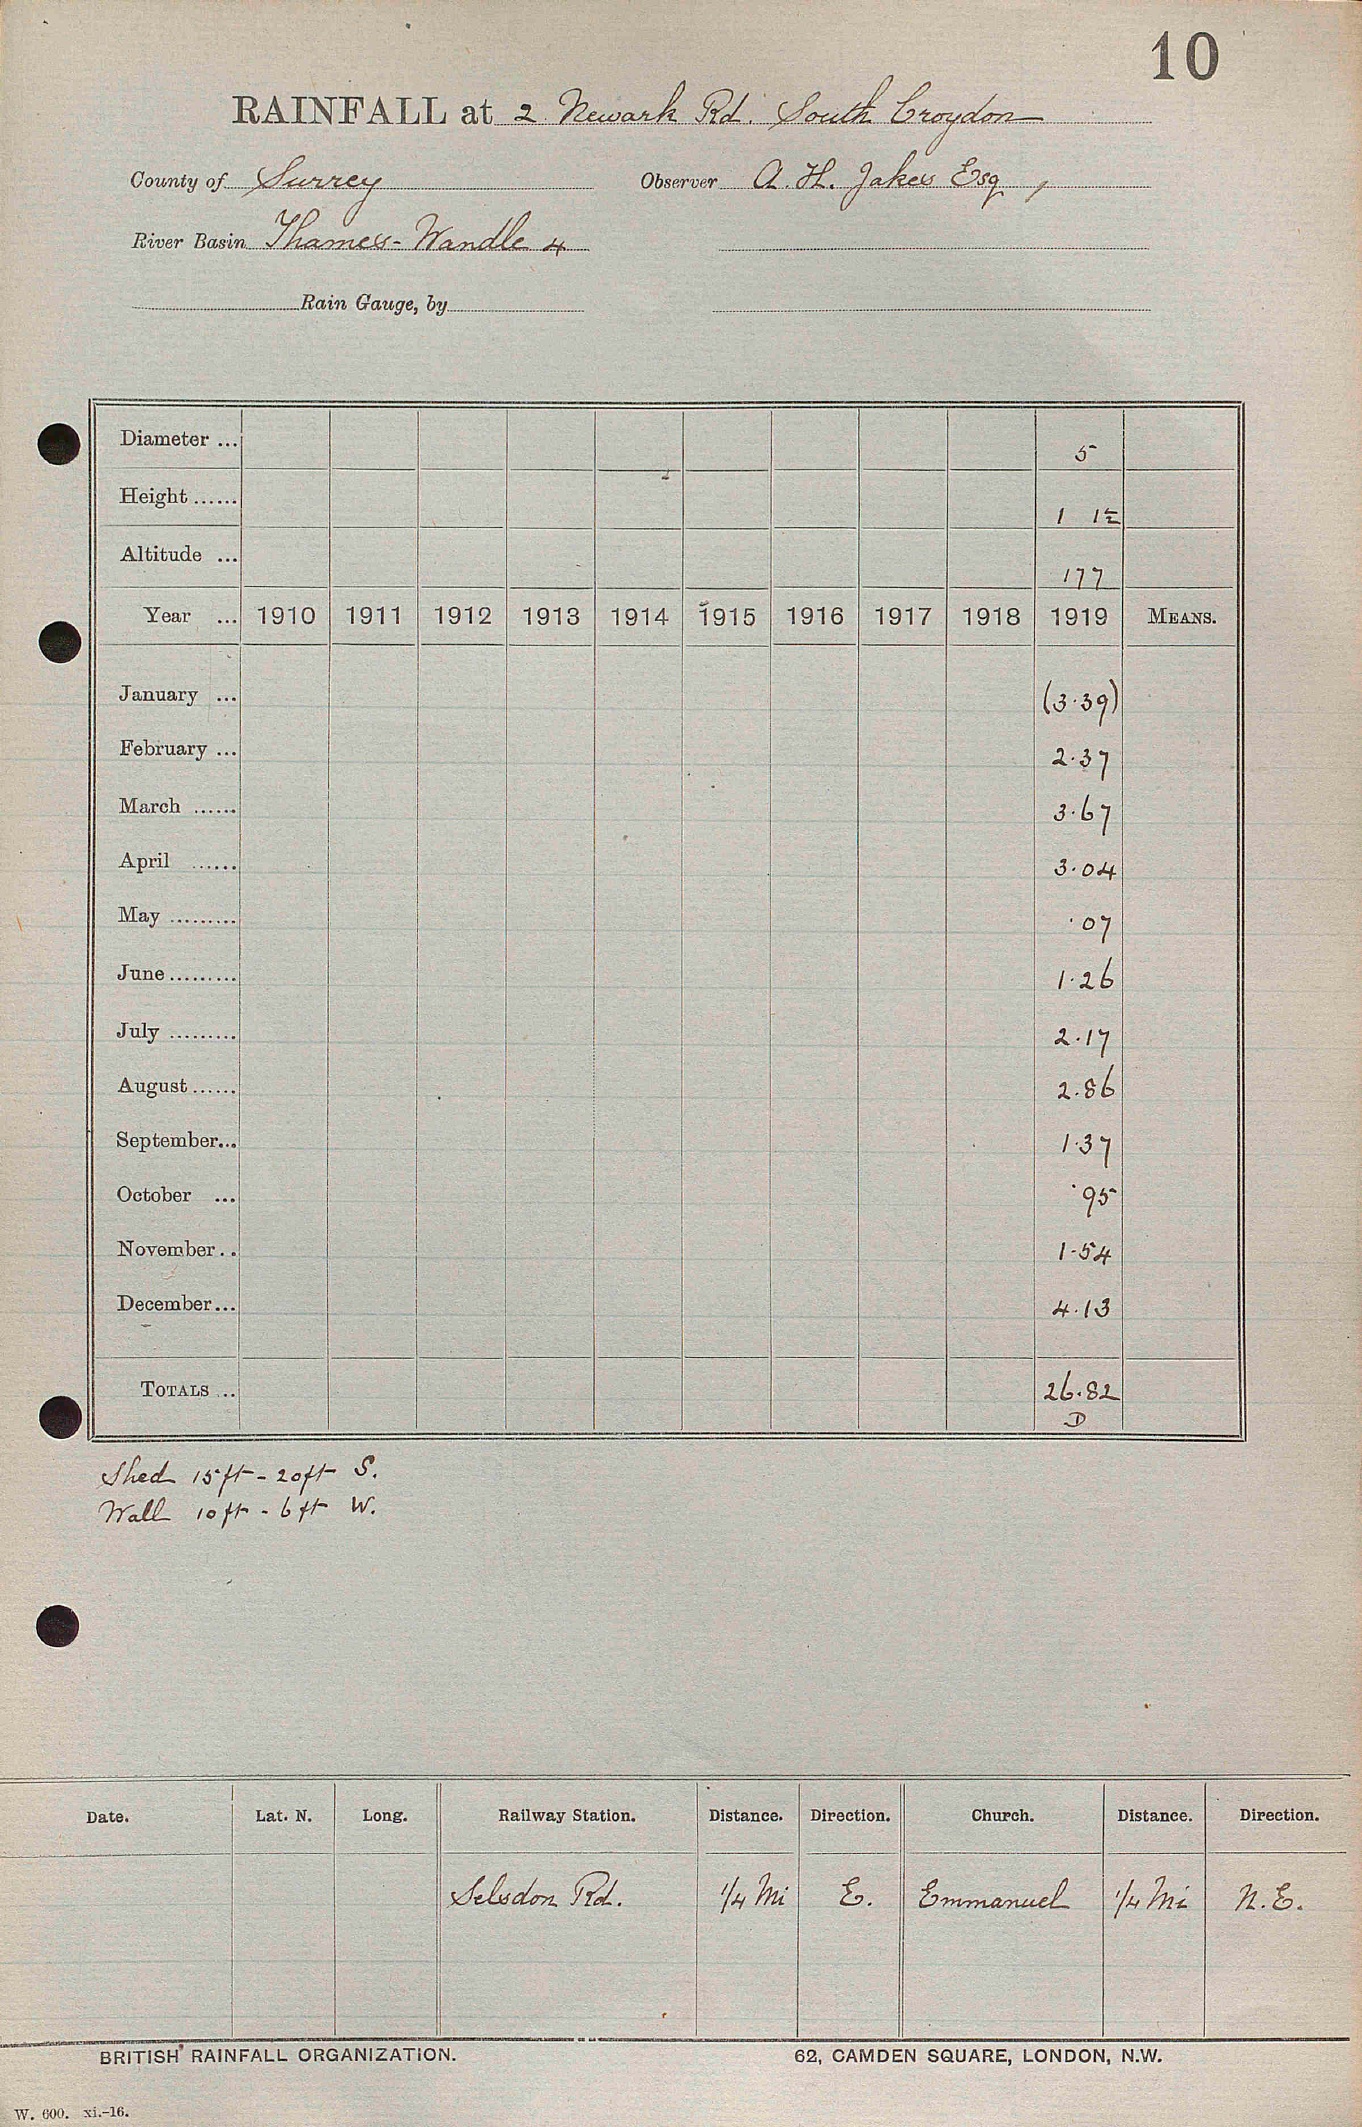 10
RAINFALL at 2 Newark Rd. South Croydon
County of Surrey Observer A. H. Jakes Esq,
River Basin Thames-Wandle 4
Rain Gauge, by
Diameter ... 5
Height ...... 1 1½
Altitude ... 177
Year ... 1910 1911 1912 1913 1914 1915 1916 1917 1918 1919 MEANS.
January ... (3.39)
February ... 2.37
March ...... 3.67
April ...... 3.04
May ......... .07
June ......... 1.26
July ......... 2.17
August ...... 2.86
September... 1.37
October ... .95
November .. 1.54
December... 4.13
TOTALS ... 26.82
D
Shed 15ft - 20ft S.
Wall 10ft - 6ft W.
Date. Lat. N. Long. Railway Station. Distance. Direction. Church. Distance. Direction.
Selsdon Rd. 1/4 Mi E. Emmanuel 1/4 Mi N.E.
BRITISH RAINFALL ORGANIZATION. 62, CAMDEN SQUARE, LONDON, N.W.
W. 600. xi.-16.